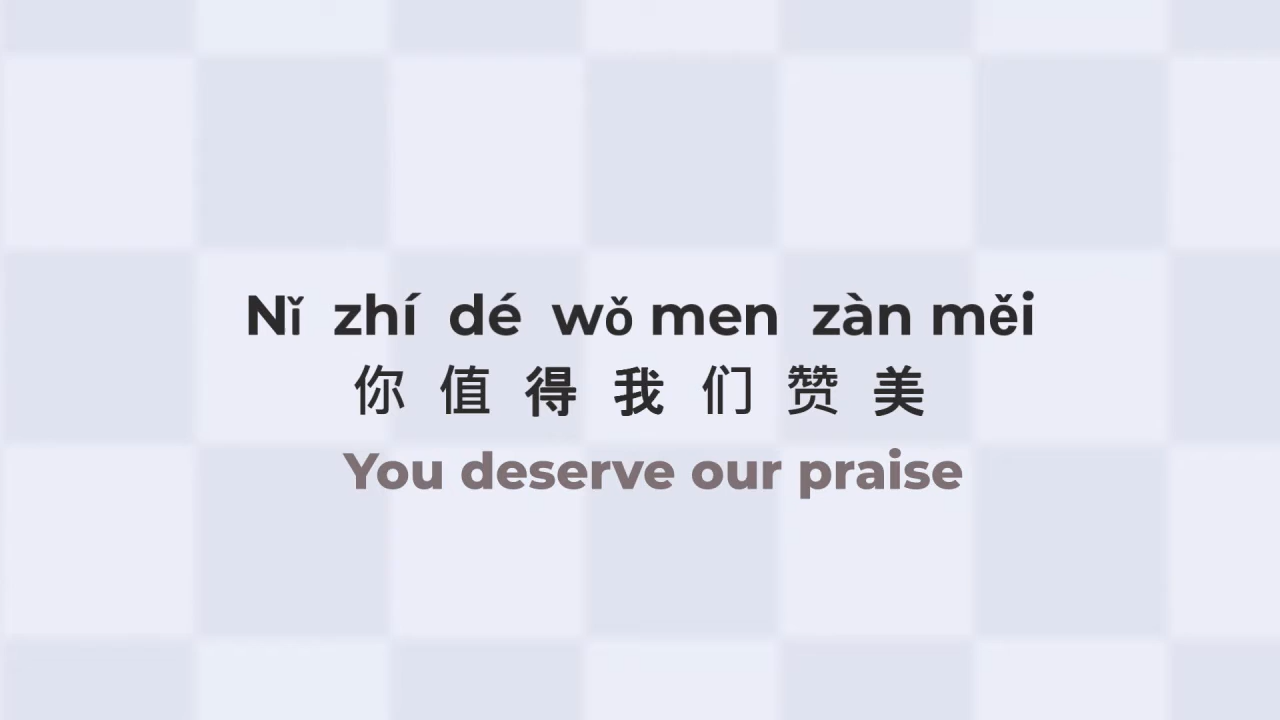 Nǐ zhí dé wǒ men zàn měi
你 值 得 我 们 赞 美
You deserve our praise